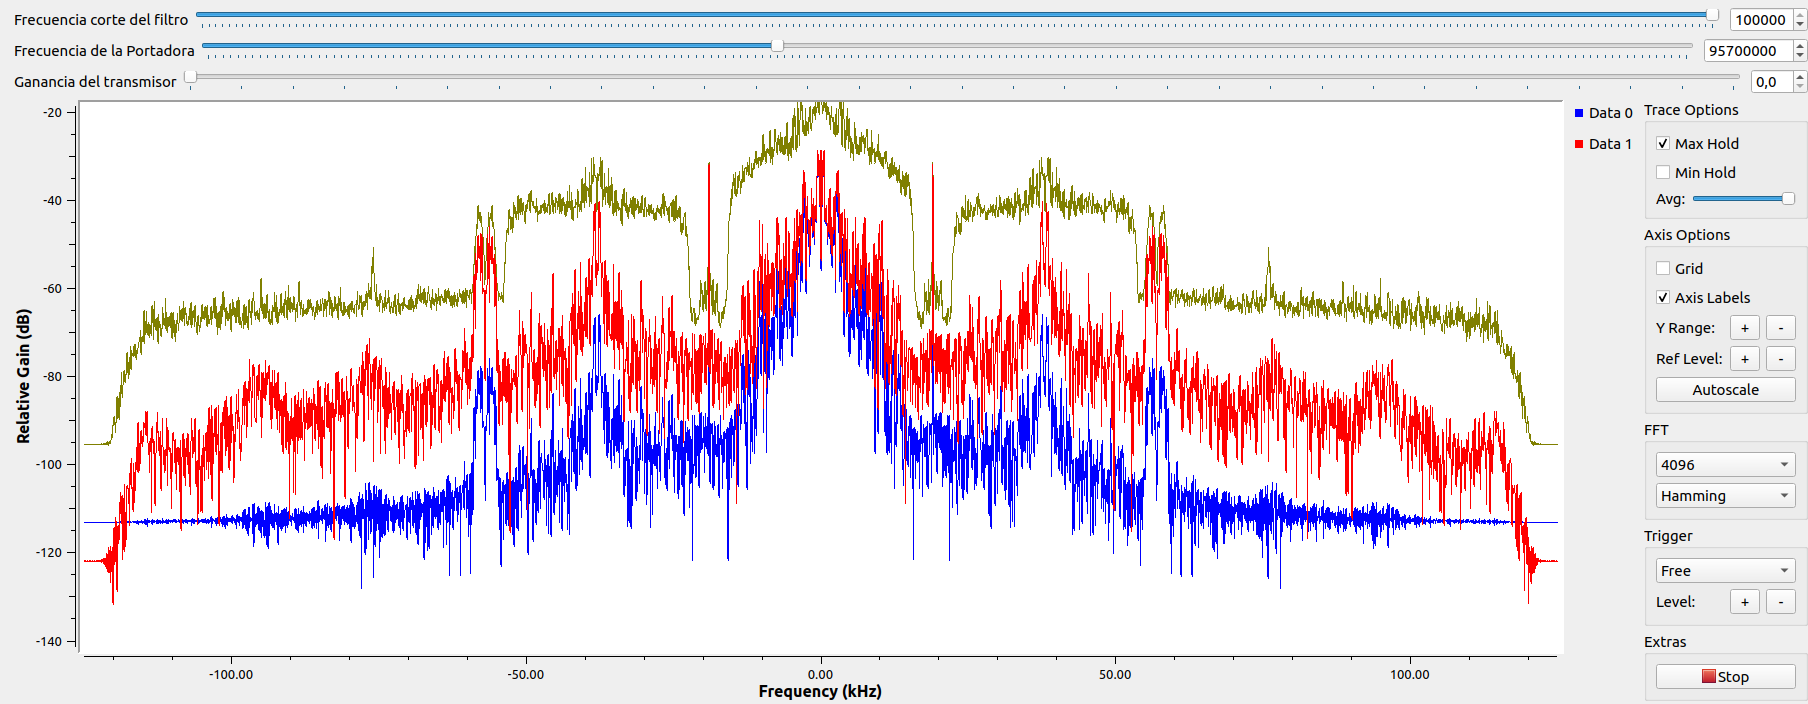 Frecuencia corte del filtro 100000
Frecuencia de la Portadora 95700000
Ganancia del transmisor 0,0
Data 0
Data 1
Relative Gain (dB)
-20
-40
-60
-80
-100
-120
-140
-100.00 -50.00 0.00 50.00 100.00
Frequency (kHz)
Trace Options
Max Hold
Min Hold
Avg:
Axis Options
Grid
Axis Labels
Y Range: + -
Ref Level: + -
Autoscale
FFT
4096
Hamming
Trigger
Free
Level: + -
Extras
Stop